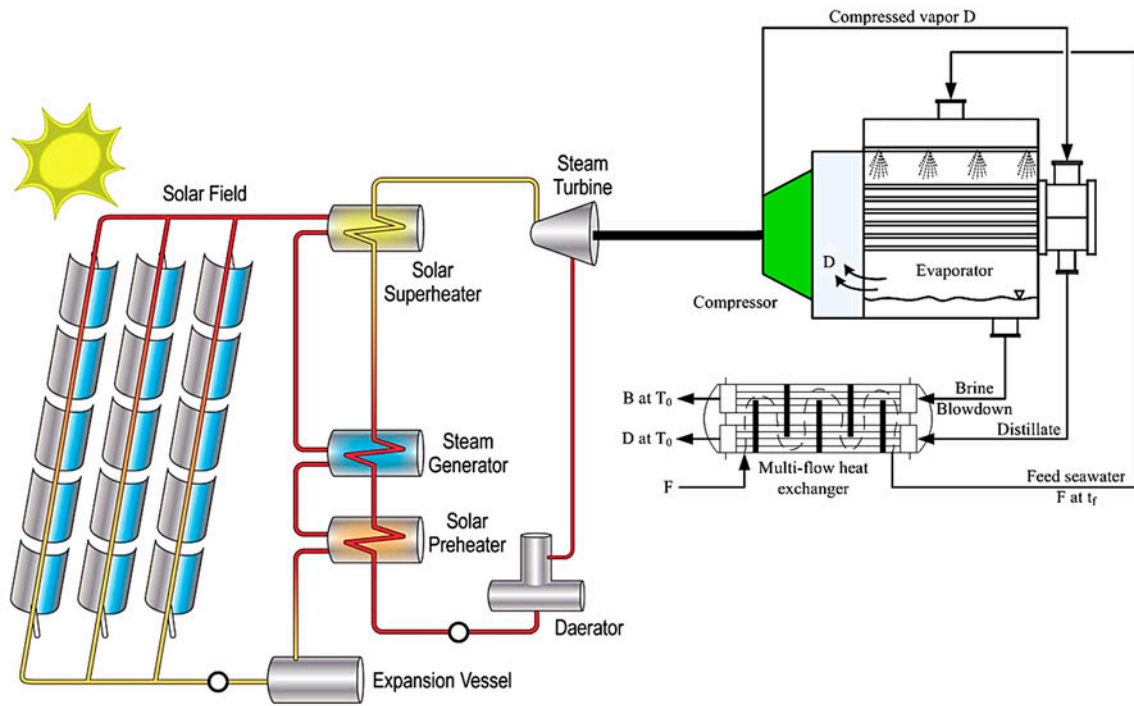 Compressed vapor D
Steam
Turbine
Solar Field
Solar
Superheater
Compressor
D
Evaporator
Steam
Generator
Solar
Preheater
Daerator
Expansion Vessel
B at T₀
D at T₀
F
Multi-flow heat
exchanger
Brine
Blowdown
Distillate
Feed seawater
F at tf